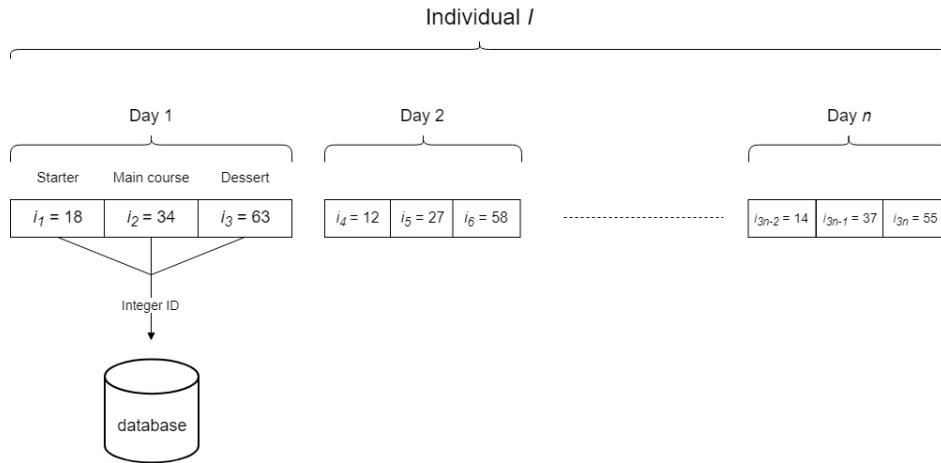 Individual I
Day 1 Day 2 Day n
Starter Main course Dessert
i1 = 18 i2 = 34 i3 = 63 i4 = 12 i5 = 27 i6 = 58 i3n-2 = 14 i3n-1 = 37 i3n = 55
Integer ID
database